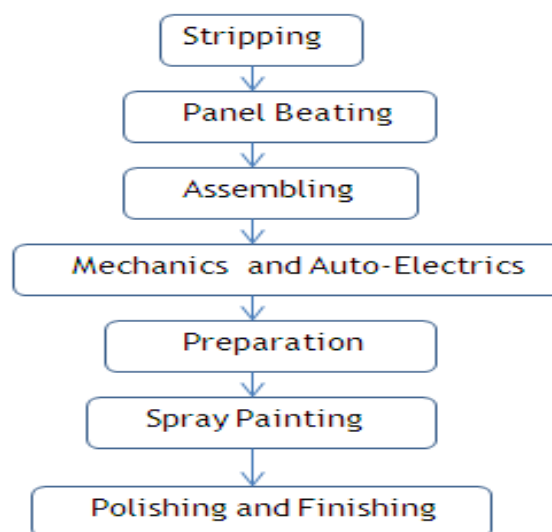 Stripping
Panel Beating
Assembling
Mechanics and Auto-Electrics
Preparation
Spray Painting
Polishing and Finishing